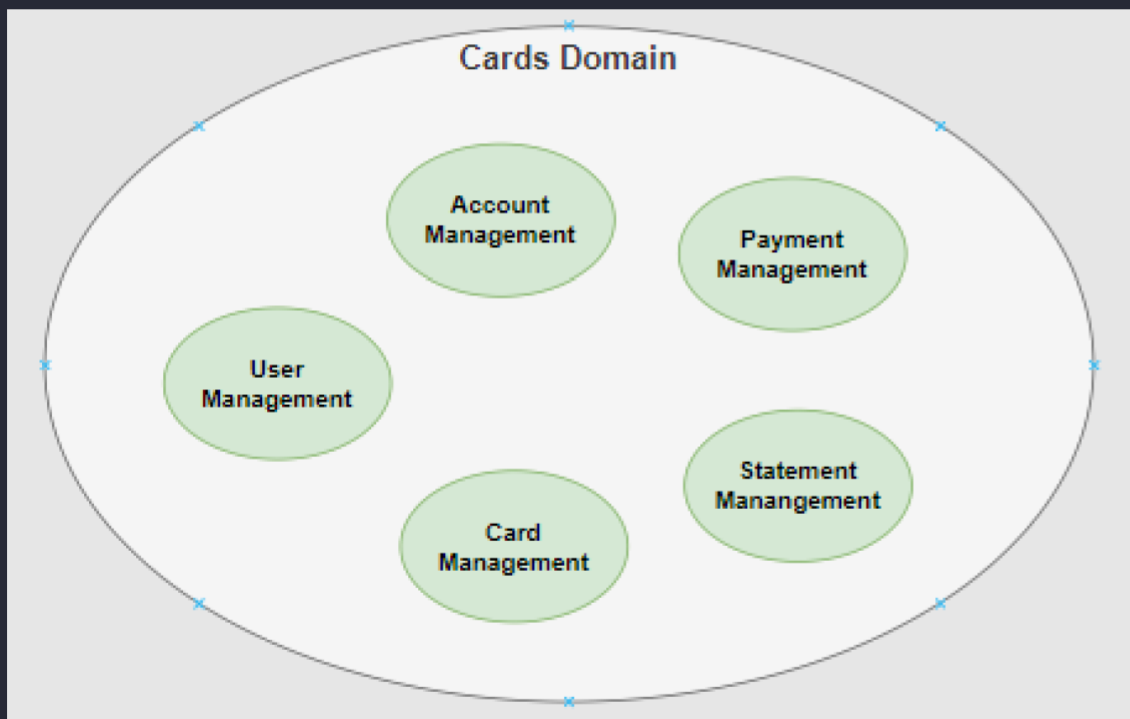 Cards Domain
Account
Management
Payment
Management
User
Management
Statement
Manangement
Card
Management